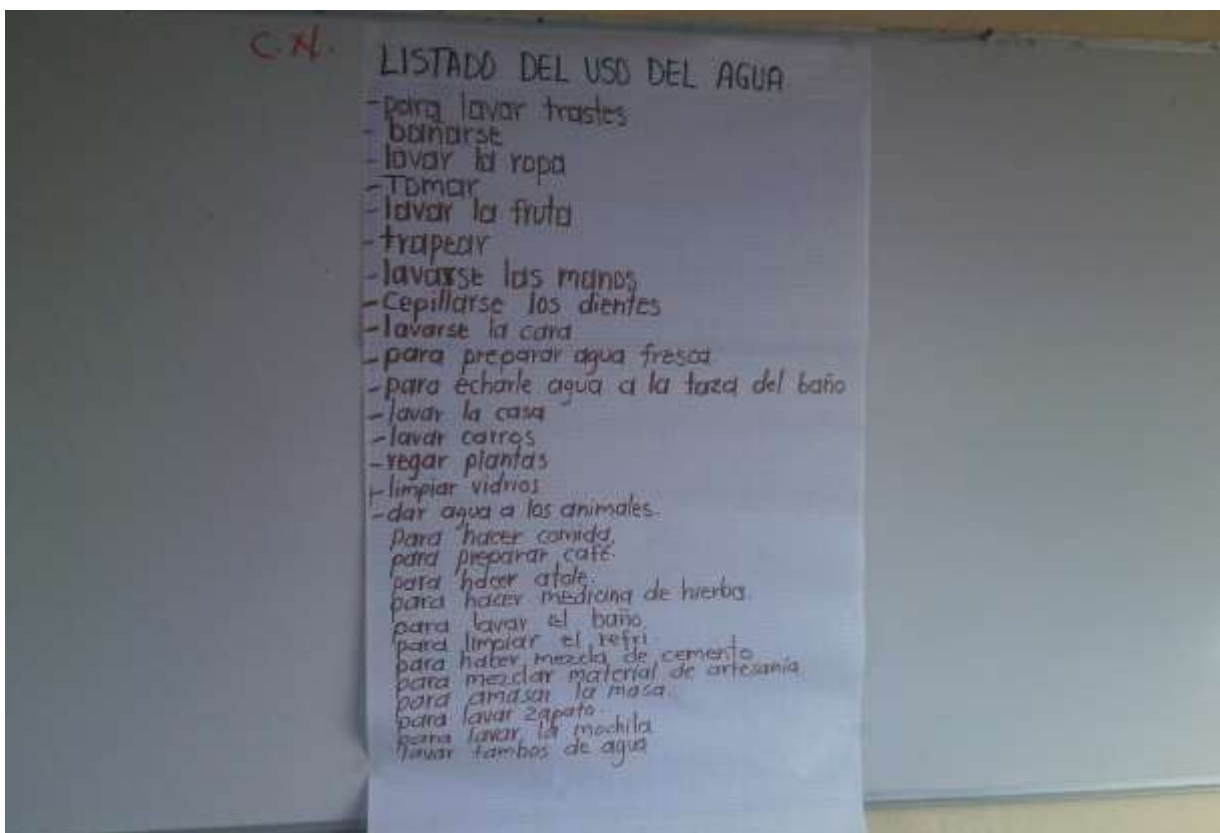 C.N.
LISTADO DEL USO DEL AGUA
-para lavar trastes
- bañarse
-lavar la ropa
-Tomar
-lavar la fruta
-trapear
-lavarse las manos
-Cepillarse los dientes
-lavarse la cara
-para preparar agua fresca
-para echarle agua a la taza del baño
-lavar la casa
-lavar carros
-regar plantas
-limpiar vidrios
-dar agua a los animales.
para hacer comida,
para preparar café.
para hacer atole.
para hacer medicina de hierba.
para lavar el baño
para limpiar el refri
para hacer mezcla de cemento
para mezclar material de artesanía
para amasar la masa.
para lavar zapato
para lavar la mochila
lavar tambos de agua